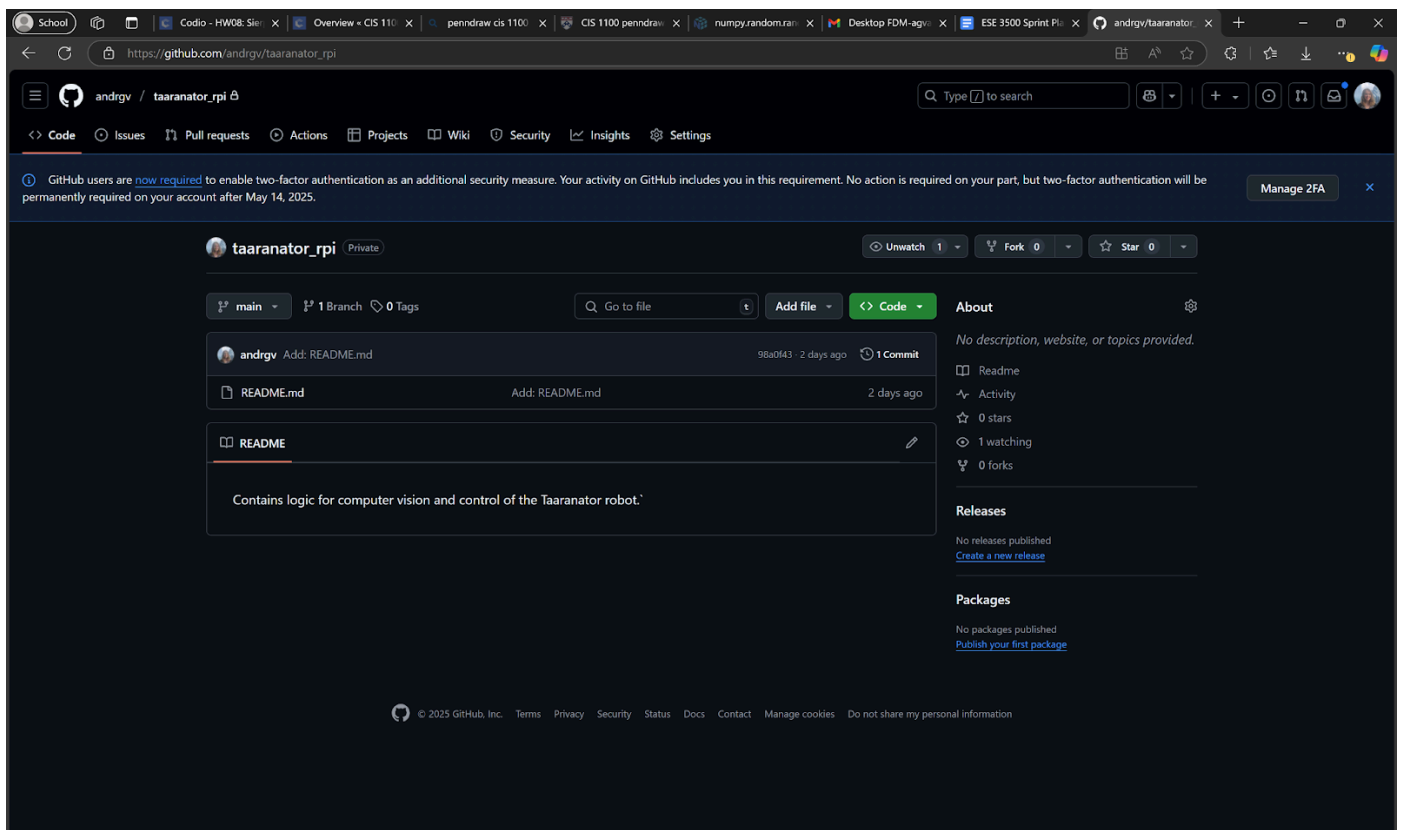 School
Codio - HW08: Sier
Overview « CIS 110
penndraw cis 1100
CIS 1100 penndraw
numpy.random.ran
Desktop FDM-agva
ESE 3500 Sprint Pla
andrgv/taaranator_
https://github.com/andrgv/taaranator_rpi
andrgv / taaranator_rpi
Type / to search
Code Issues Pull requests Actions Projects Wiki Security Insights Settings
GitHub users are now required to enable two-factor authentication as an additional security measure. Your activity on GitHub includes you in this requirement. No action is required on your part, but two-factor authentication will be
permanently required on your account after May 14, 2025.
Manage 2FA
taaranator_rpi Private
Unwatch 1 Fork 0 Star 0
main 1 Branch 0 Tags
Go to file t Add file <> Code
andrgv Add: README.md 98a0f43 · 2 days ago 1 Commit
README.md Add: README.md 2 days ago
README
Contains logic for computer vision and control of the Taaranator robot.`
About
No description, website, or topics provided.
Readme
Activity
0 stars
1 watching
0 forks
Releases
No releases published
Create a new release
Packages
No packages published
Publish your first package
© 2025 GitHub, Inc. Terms Privacy Security Status Docs Contact Manage cookies Do not share my personal information